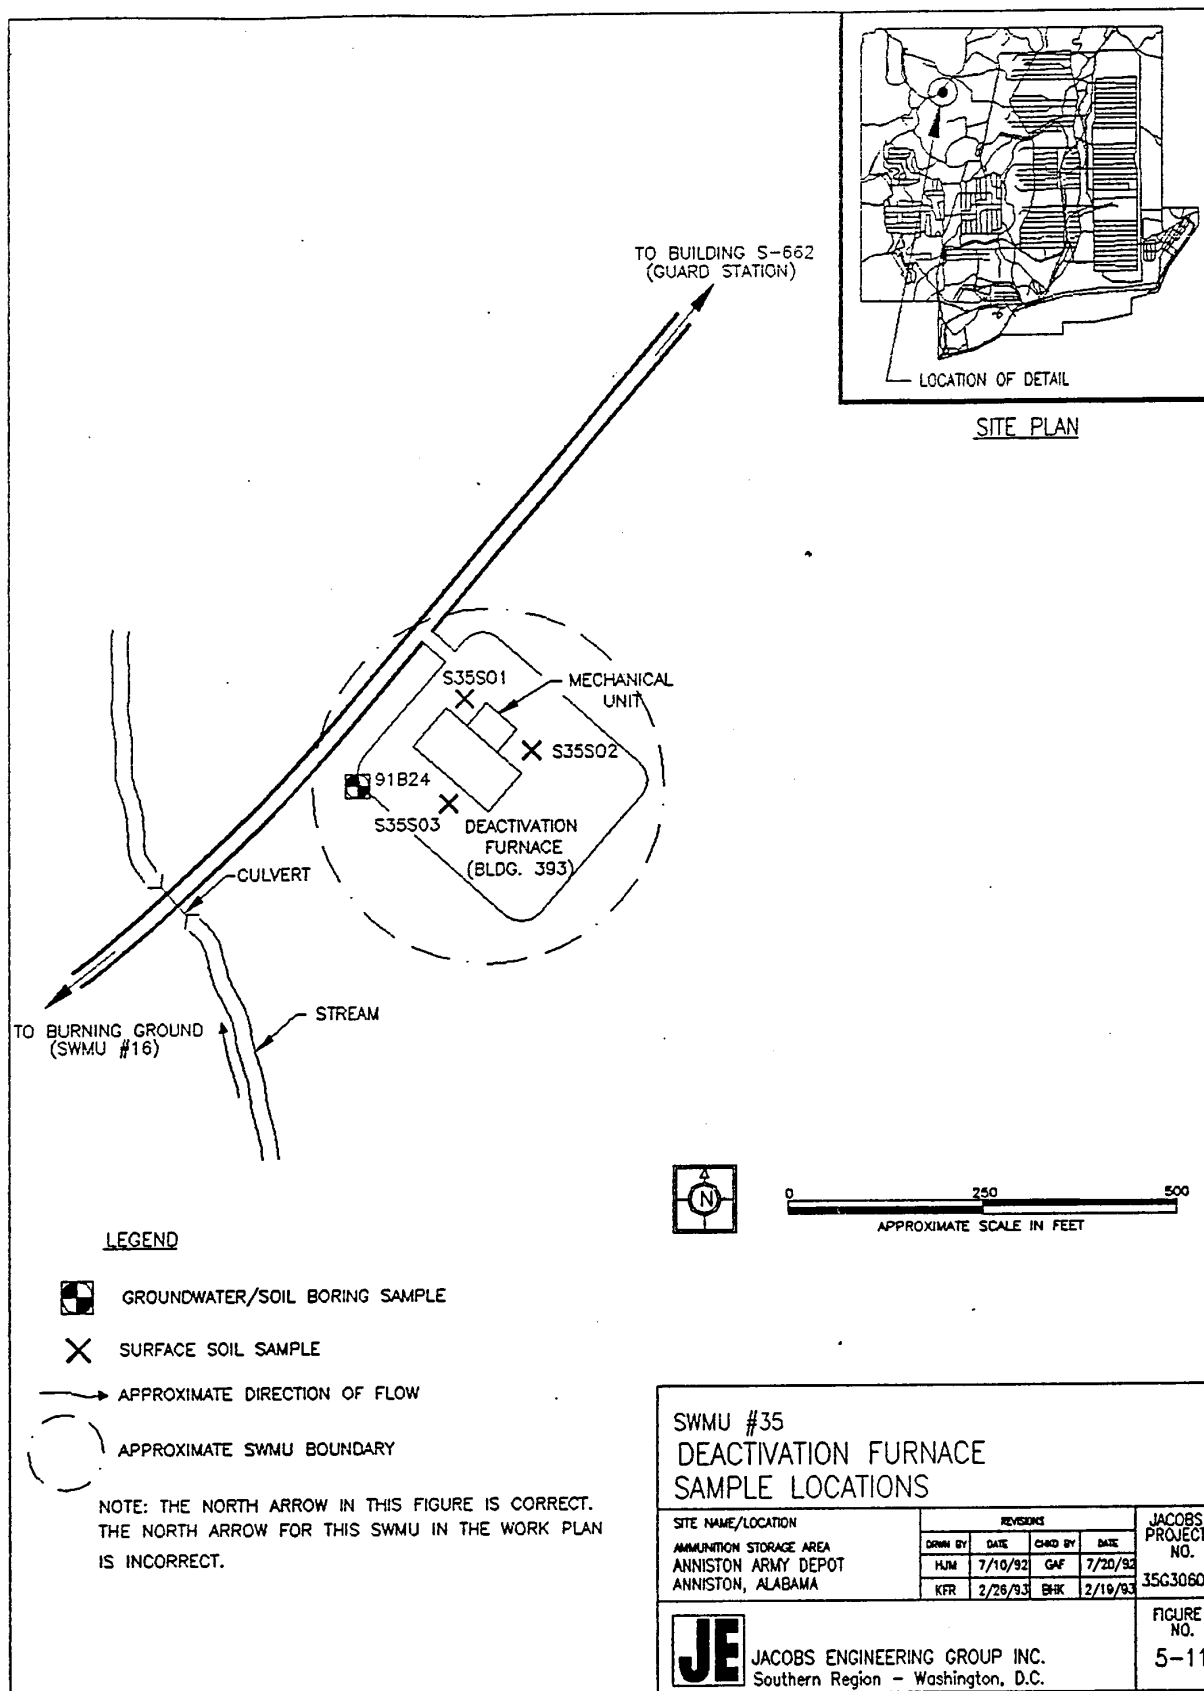 LOCATION OF DETAIL
SITE PLAN
TO BUILDING S-662
(GUARD STATION)
S35S01
MECHANICAL
UNIT
S35S02
91B24
S35S03
DEACTIVATION
FURNACE
(BLDG. 393)
CULVERT
STREAM
TO BURNING GROUND
(SWMU #16)
N
0 250 500
APPROXIMATE SCALE IN FEET
LEGEND
GROUNDWATER/SOIL BORING SAMPLE
SURFACE SOIL SAMPLE
APPROXIMATE DIRECTION OF FLOW
APPROXIMATE SWMU BOUNDARY
NOTE: THE NORTH ARROW IN THIS FIGURE IS CORRECT.
THE NORTH ARROW FOR THIS SWMU IN THE WORK PLAN
IS INCORRECT.
SWMU #35
DEACTIVATION FURNACE
SAMPLE LOCATIONS
SITE NAME/LOCATION
AMMUNITION STORAGE AREA
ANNISTON ARMY DEPOT
ANNISTON, ALABAMA
REVISIONS
DRWN BY DATE CHKD BY DATE
HJM 7/10/92 GAF 7/20/92
KFR 2/26/93 BHK 2/19/93
JACOBS
PROJECT
NO.
35G3060
FIGURE
NO.
5-11
JE
JACOBS ENGINEERING GROUP INC.
Southern Region - Washington, D.C.